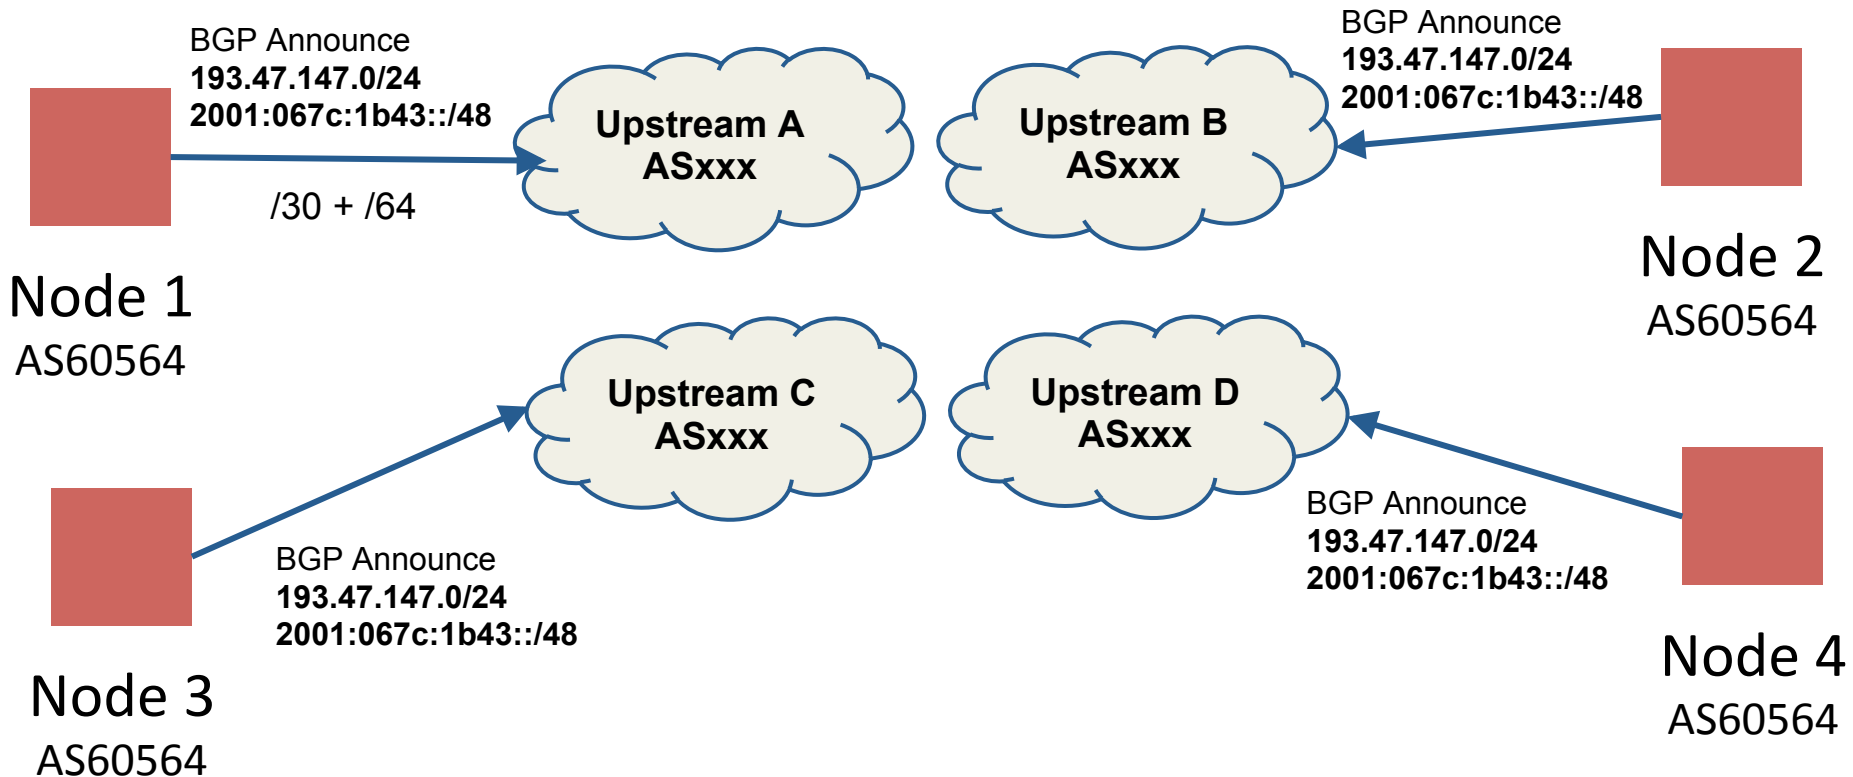 BGP Announce
193.47.147.0/24
2001:067c:1b43::/48
/30 + /64
Node 1
AS60564
Upstream A
ASxxx
Upstream B
ASxxx
BGP Announce
193.47.147.0/24
2001:067c:1b43::/48
Node 2
AS60564
Upstream C
ASxxx
Upstream D
ASxxx
BGP Announce
193.47.147.0/24
2001:067c:1b43::/48
Node 3
AS60564
BGP Announce
193.47.147.0/24
2001:067c:1b43::/48
Node 4
AS60564